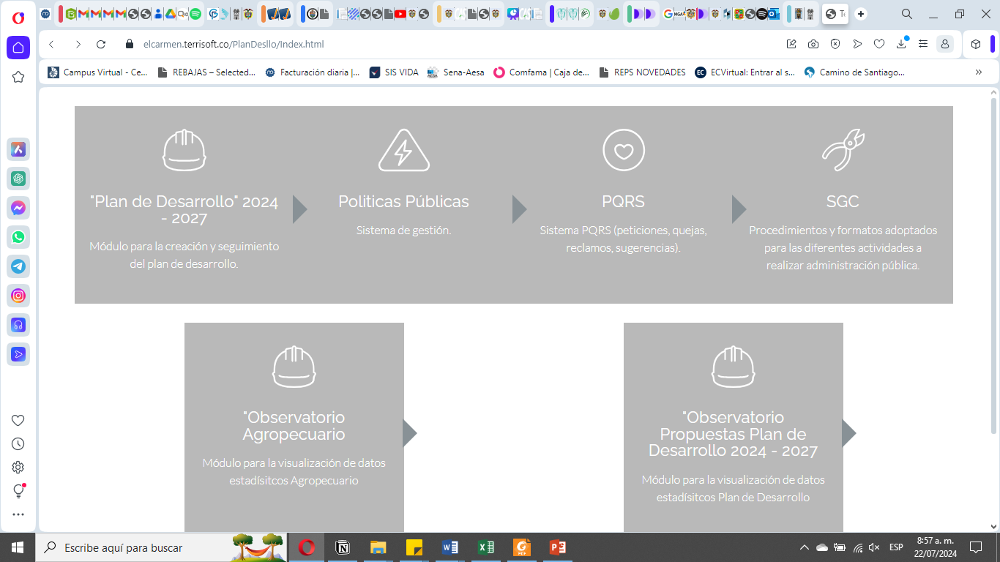 elcarmen.terrisoft.co/PlanDesllo/Index.html
Campus Virtual - Ce...
REBAJAS – Selected...
Facturación diaria |...
SIS VIDA
Sena-Aesa
Comfama | Caja de...
REPS NOVEDADES
ECVirtual: Entrar al s...
Camino de Santiago...
"Plan de Desarrollo" 2024
- 2027
Módulo para la creación y seguimiento
del plan de desarrollo.
Politicas Públicas
Sistema de gestión.
PQRS
Sistema PQRS (peticiones, quejas,
reclamos, sugerencias).
SGC
Procedimientos y formatos adoptados
para las diferentes actividades a
realizar administración pública.
"Observatorio
Agropecuario
Módulo para la visualización de datos
estadísitcos Agropecuario
"Observatorio
Propuestas Plan de
Desarrollo 2024 - 2027
Módulo para la visualización de datos
estadísitcos Plan de Desarrollo
Escribe aquí para buscar
ESP
8:57 a. m.
22/07/2024